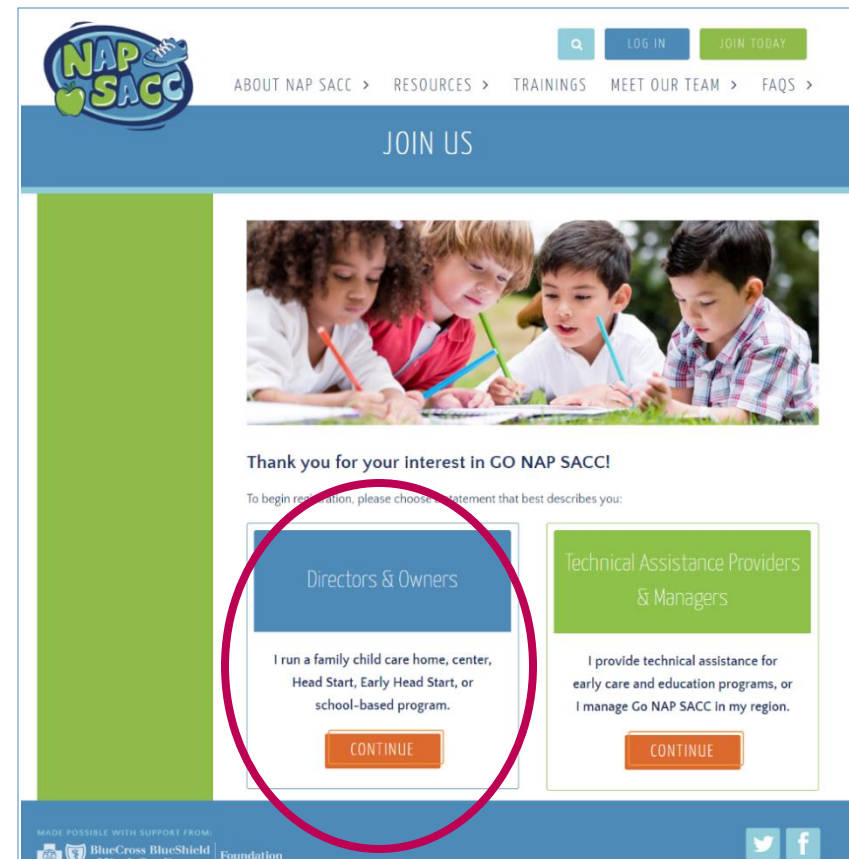 NAP
SACC
LOG IN
JOIN TODAY
ABOUT NAP SACC > RESOURCES > TRAININGS MEET OUR TEAM > FAQS >
JOIN US
Thank you for your interest in GO NAP SACC!
To begin registration, please choose a statement that best describes you:
Directors & Owners
I run a family child care home, center,
Head Start, Early Head Start, or
school-based program.
CONTINUE
Technical Assistance Providers
& Managers
I provide technical assistance for
early care and education programs, or
I manage Go NAP SACC in my region.
CONTINUE
MADE POSSIBLE WITH SUPPORT FROM:
BlueCross BlueShield
Foundation